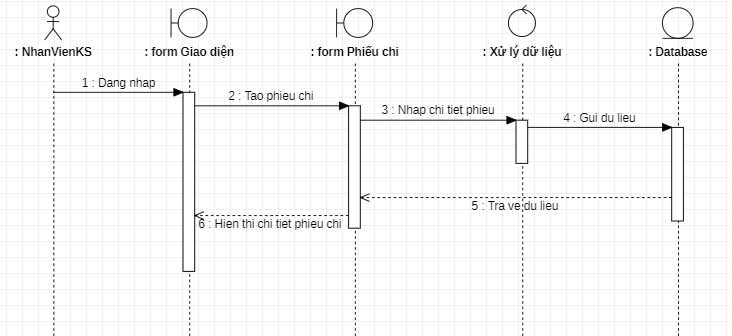 : NhanVienKS
: form Giao diện
: form Phiếu chi
: Xử lý dữ liệu
: Database
1 : Dang nhap
2 : Tao phieu chi
3 : Nhap chi tiet phieu
4 : Gui du lieu
5 : Tra ve du lieu
6 : Hien thi chi tiet phieu chi